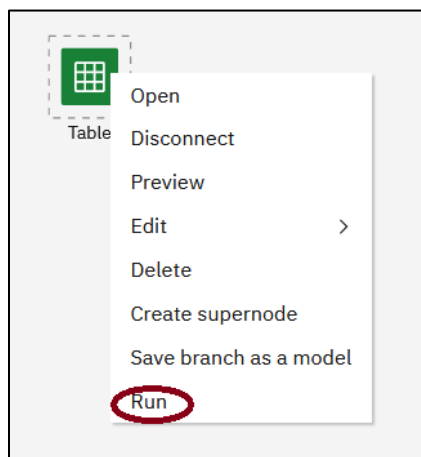 Table
Open
Disconnect
Preview
Edit
Delete
Create supernode
Save branch as a model
Run